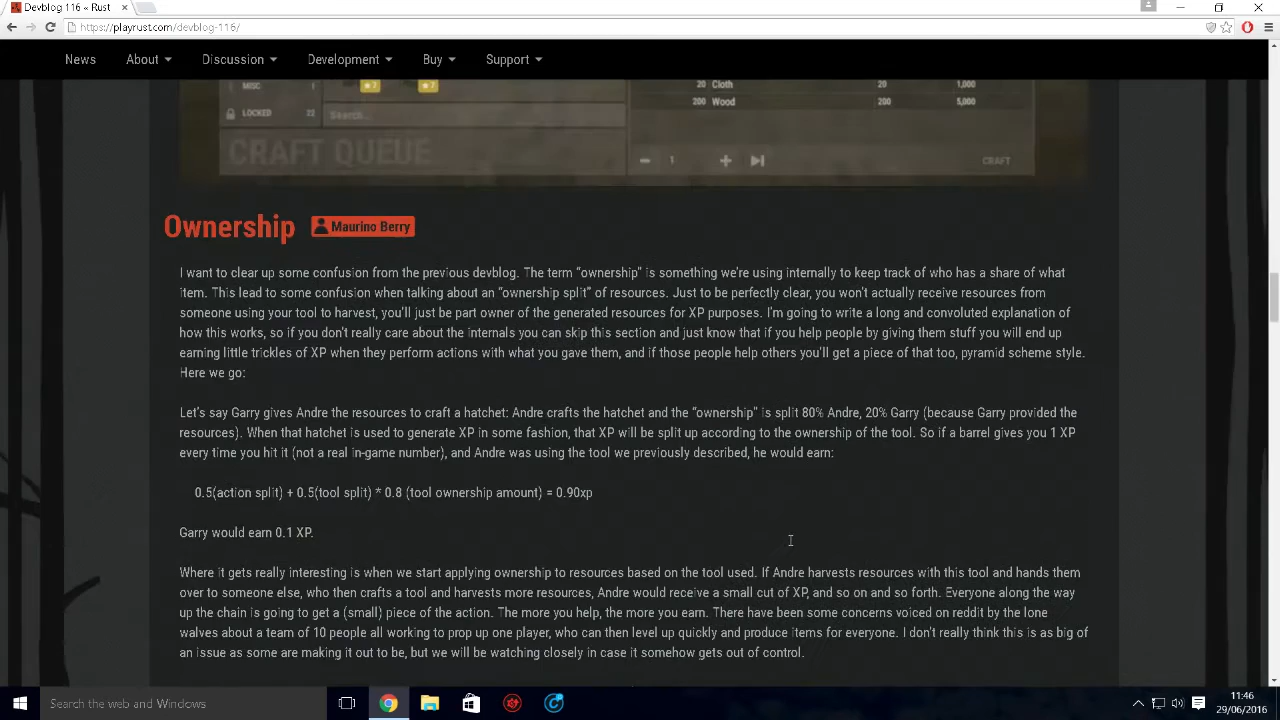 Devblog 116 « Rust
https://playrust.com/devblog-116/
News About Discussion Development Buy Support
MISC 1
7 7
20 Cloth 20 1,000
LOCKED 22
Search...
200 Wood 200 5,000
CRAFT QUEUE
1
CRAFT
Ownership Maurino Berry
I want to clear up some confusion from the previous devblog. The term “ownership” is something we’re using internally to keep track of who has a share of what
item. This lead to some confusion when talking about an “ownership split” of resources. Just to be perfectly clear, you won’t actually receive resources from
someone using your tool to harvest, you’ll just be part owner of the generated resources for XP purposes. I’m going to write a long and convoluted explanation of
how this works, so if you don’t really care about the internals you can skip this section and just know that if you help people by giving them stuff you will end up
earning little trickles of XP when they perform actions with what you gave them, and if those people help others you’ll get a piece of that too, pyramid scheme style.
Here we go:
Let’s say Garry gives Andre the resources to craft a hatchet: Andre crafts the hatchet and the “ownership” is split 80% Andre, 20% Garry (because Garry provided the
resources). When that hatchet is used to generate XP in some fashion, that XP will be split up according to the ownership of the tool. So if a barrel gives you 1 XP
every time you hit it (not a real in-game number), and Andre was using the tool we previously described, he would earn:
0.5(action split) + 0.5(tool split) * 0.8 (tool ownership amount) = 0.90xp
Garry would earn 0.1 XP.
Where it gets really interesting is when we start applying ownership to resources based on the tool used. If Andre harvests resources with this tool and hands them
over to someone else, who then crafts a tool and harvests more resources, Andre would receive a small cut of XP, and so on and so forth. Everyone along the way
up the chain is going to get a (small) piece of the action. The more you help, the more you earn. There have been some concerns voiced on reddit by the lone
walves about a team of 10 people all working to prop up one player, who can then level up quickly and produce items for everyone. I don’t really think this is as big of
an issue as some are making it out to be, but we will be watching closely in case it somehow gets out of control.
Search the web and Windows
11:46
29/06/2016